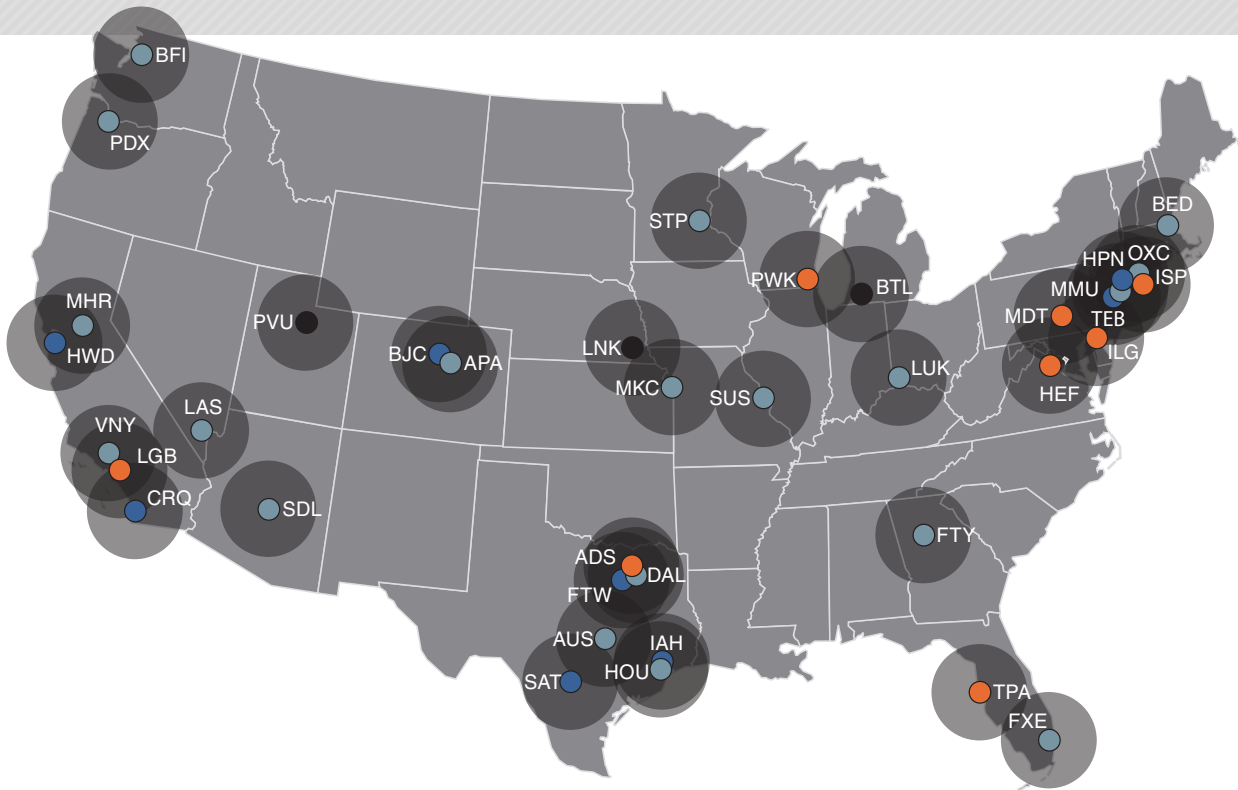 BFI
PDX
STP
BED
HPN
OXC
PWK
BTL
MMU
ISP
MHR
MDT
TEB
PVU
HWD
BJC
APA
LNK
ILG
LUK
HEF
MKC
SUS
LAS
VNY
LGB
CRQ
SDL
FTY
ADS
DAL
FTW
AUS
IAH
HOU
SAT
TPA
FXE